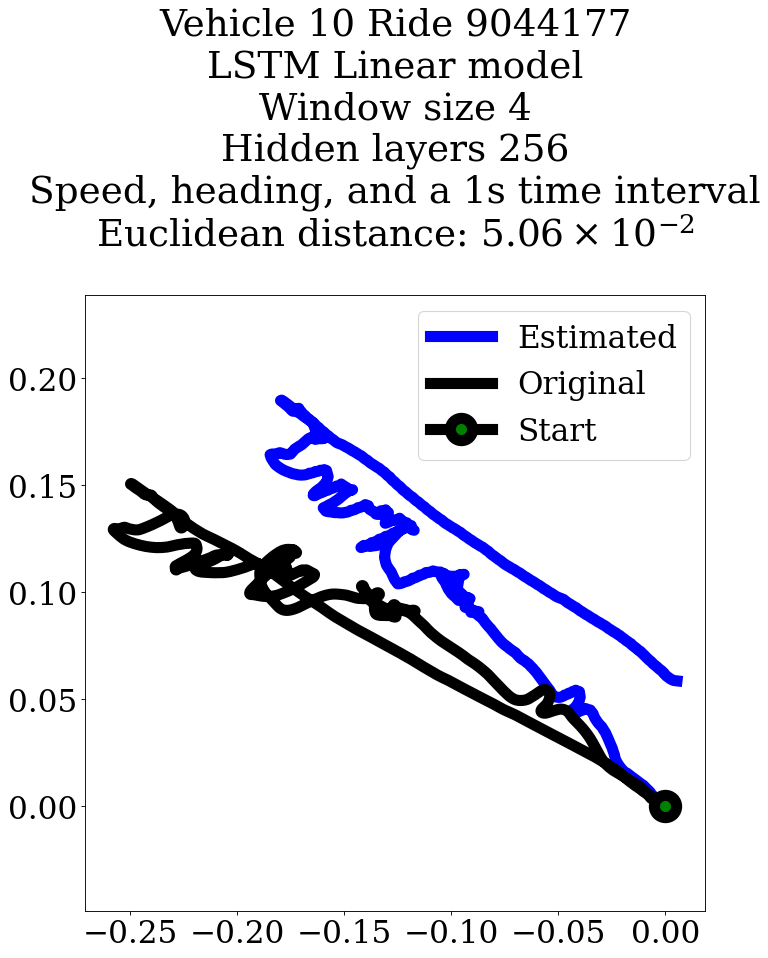 Vehicle 10 Ride 9044177
LSTM Linear model
Window size 4
Hidden layers 256
Speed, heading, and a 1s time interval
Euclidean distance: 5.06 × 10⁻²
Estimated
Original
Start
0.20
0.15
0.10
0.05
0.00
−0.25 −0.20 −0.15 −0.10 −0.05 0.00